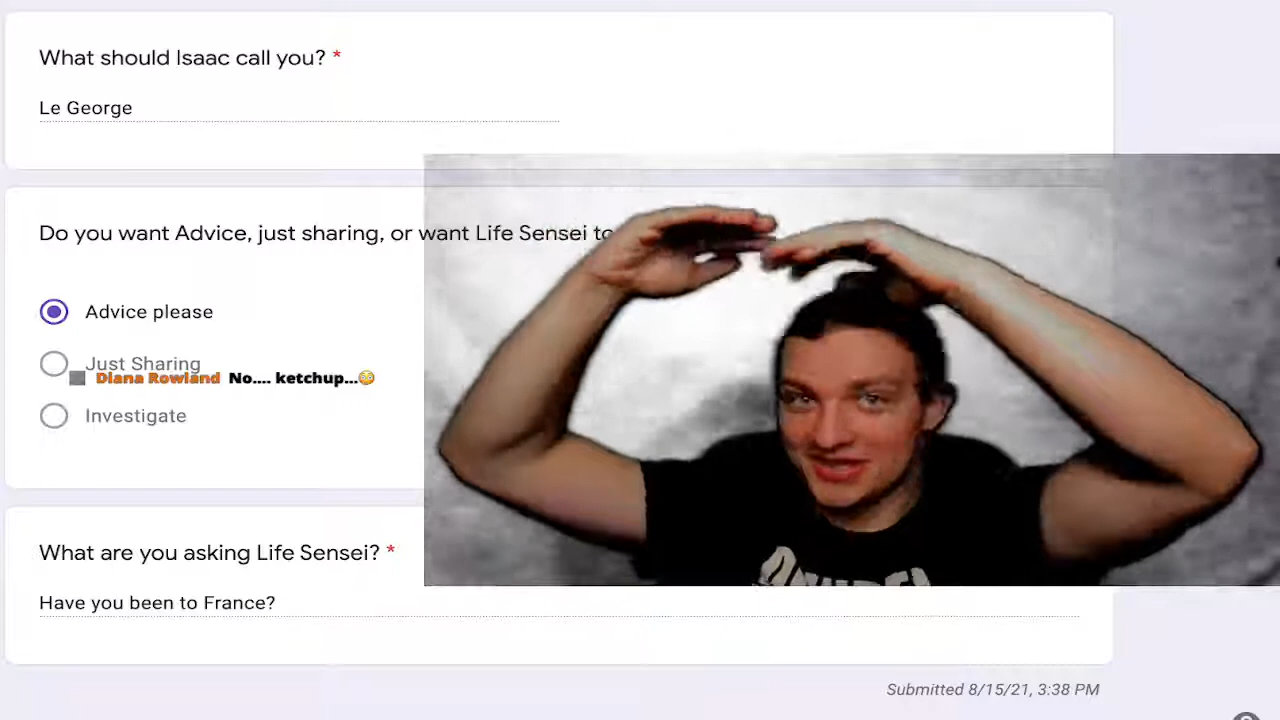 What should Isaac call you? *
Le George
Do you want Advice, just sharing, or want Life Sensei to
Advice please
Just Sharing
Diana Rowland No.... ketchup...😳
Investigate
What are you asking Life Sensei? *
Have you been to France?
Submitted 8/15/21, 3:38 PM